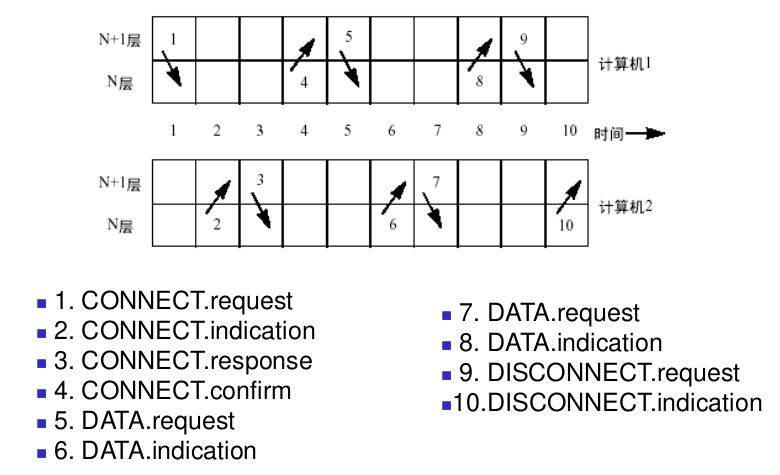 N+1层 1 5 9
N层 4 8 计算机1
1 2 3 4 5 6 7 8 9 10 时间
N+1层 3 7
N层 2 6 10 计算机2
1. CONNECT.request
2. CONNECT.indication
3. CONNECT.response
4. CONNECT.confirm
5. DATA.request
6. DATA.indication
7. DATA.request
8. DATA.indication
9. DISCONNECT.request
10.DISCONNECT.indication